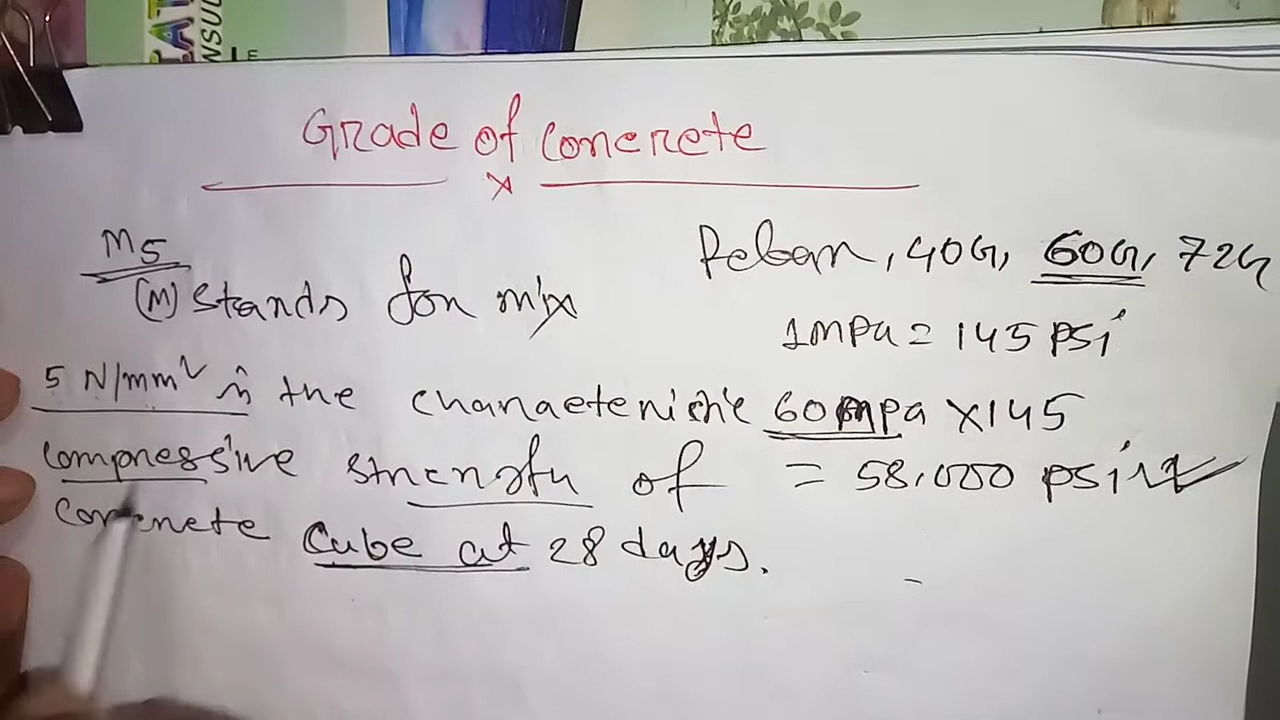 Grade of concrete
x
M5
(M) stands for mix
5 N/mm² is the characteristic
compressive strength of
concrete cube at 28 days.
Rebar, 40G, 60G, 72G
1mpa = 145 psi
60mpa x145
= 58,000 psi